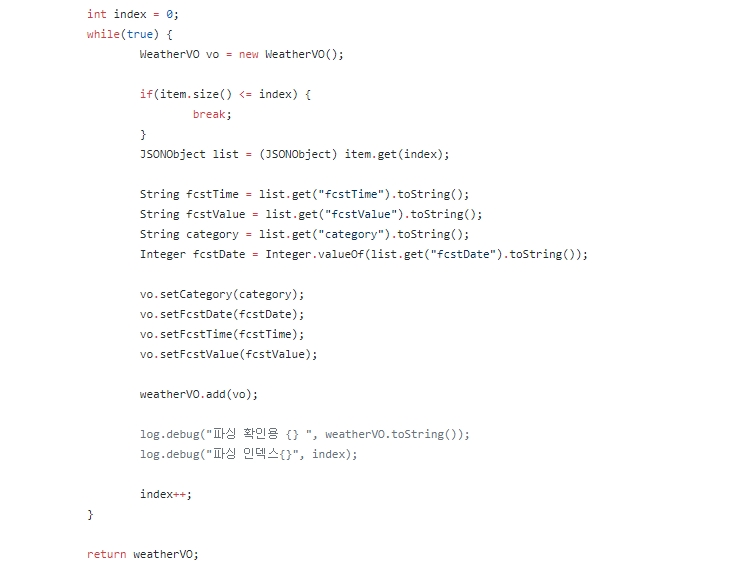 int index = 0;
while(true) {
WeatherVO vo = new WeatherVO();
if(item.size() <= index) {
break;
}
JSONObject list = (JSONObject) item.get(index);
String fcstTime = list.get("fcstTime").toString();
String fcstValue = list.get("fcstValue").toString();
String category = list.get("category").toString();
Integer fcstDate = Integer.valueOf(list.get("fcstDate").toString());
vo.setCategory(category);
vo.setFcstDate(fcstDate);
vo.setFcstTime(fcstTime);
vo.setFcstValue(fcstValue);
weatherVO.add(vo);
log.debug("파싱 확인용 {} ", weatherVO.toString());
log.debug("파싱 인덱스{}", index);
index++;
}
return weatherVO;